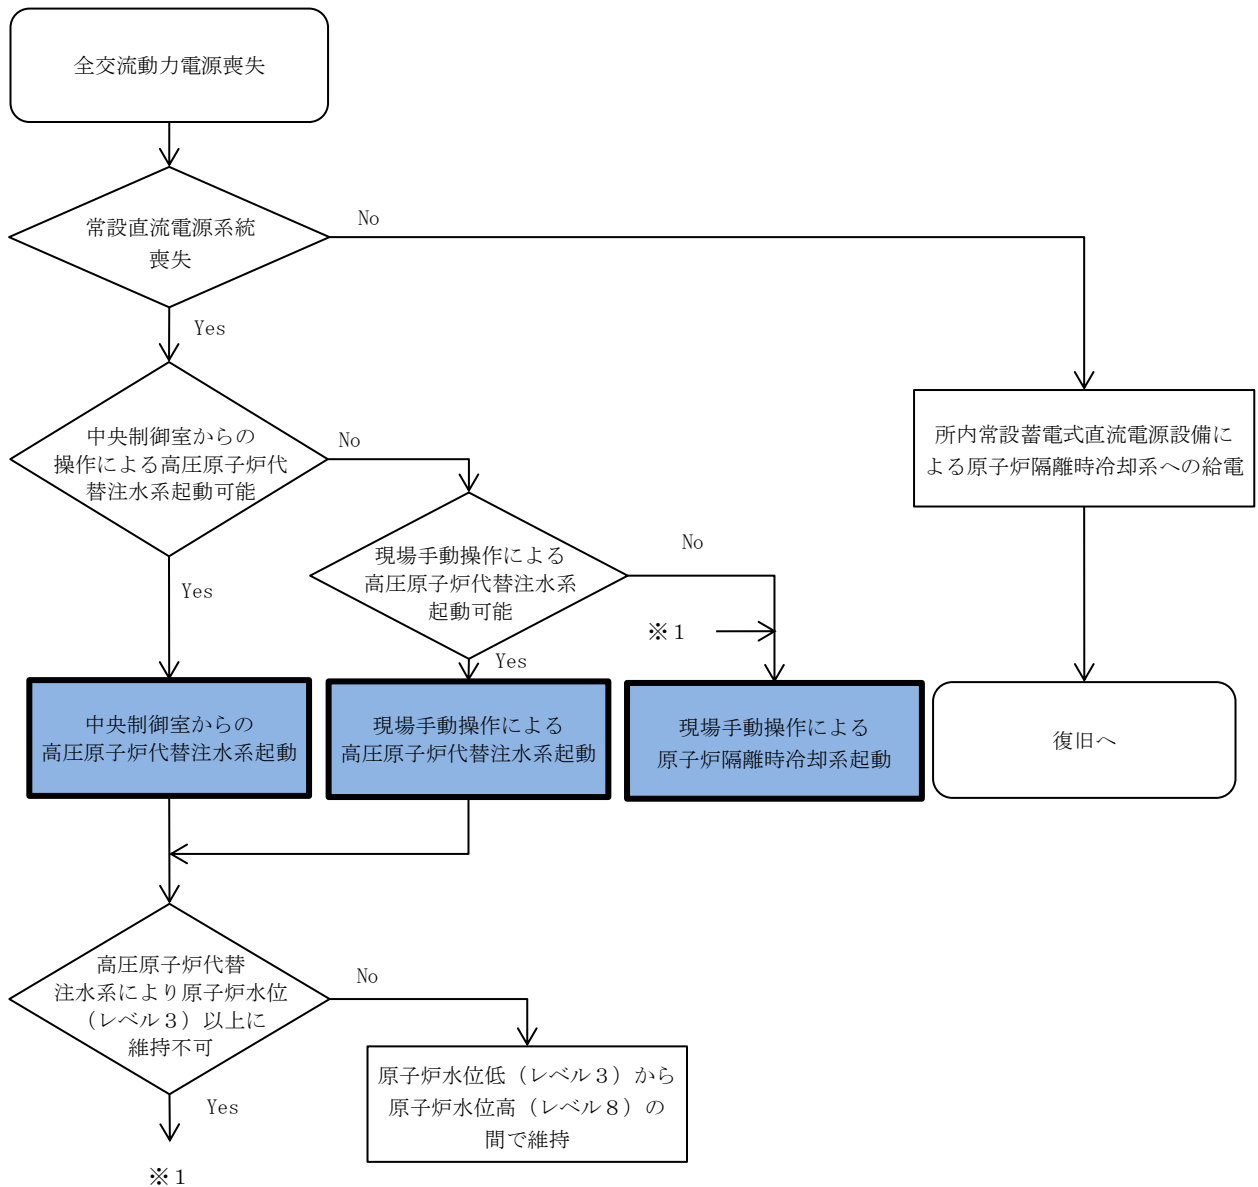 全交流動力電源喪失
常設直流電源系統
喪失
No
Yes
中央制御室からの
操作による高圧原子炉代
替注水系起動可能
No
Yes
所内常設蓄電式直流電源設備に
よる原子炉隔離時冷却系への給電
現場手動操作による
高圧原子炉代替注水系
起動可能
No
※１
Yes
中央制御室からの
高圧原子炉代替注水系起動
現場手動操作による
高圧原子炉代替注水系起動
現場手動操作による
原子炉隔離時冷却系起動
復旧へ
高圧原子炉代替
注水系により原子炉水位
（レベル３）以上に
維持不可
No
Yes
原子炉水位低（レベル３）から
原子炉水位高（レベル８）の
間で維持
※１